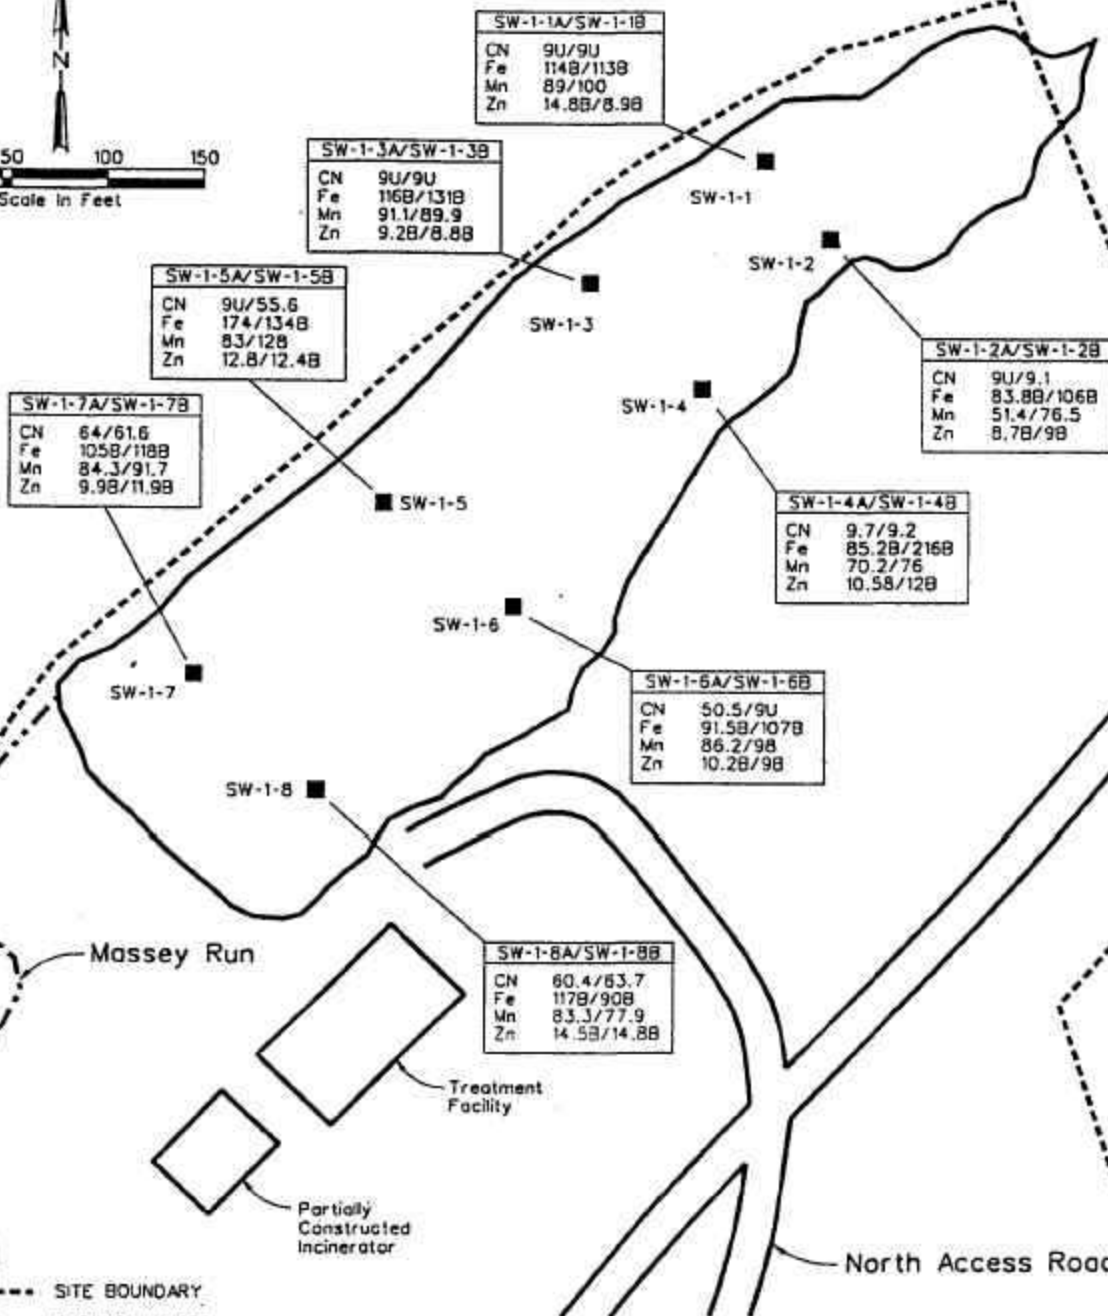 SW-1-1A/SW-1-1B
CN 9U/9U
Fe 114B/113B
Mn 89/100
Zn 14.8B/8.9B
N
50 100 150
Scale In Feet
SW-1-3A/SW-1-3B
CN 9U/9U
Fe 116B/131B
Mn 91.1/89.9
Zn 9.2B/8.8B
SW-1-1
SW-1-2
SW-1-5A/SW-1-5B
CN 9U/55.6
Fe 174/134B
Mn 83/128
Zn 12.8/12.4B
SW-1-3
SW-1-2A/SW-1-2B
CN 9U/9.1
Fe 83.8B/106B
Mn 51.4/76.5
Zn 8.7B/9B
SW-1-4
SW-1-7A/SW-1-7B
CN 64/61.6
Fe 105B/118B
Mn 84.3/91.7
Zn 9.9B/11.9B
SW-1-5
SW-1-4A/SW-1-4B
CN 9.7/9.2
Fe 85.2B/216B
Mn 70.2/76
Zn 10.5B/12B
SW-1-6
SW-1-7
SW-1-6A/SW-1-6B
CN 50.5/9U
Fe 91.5B/107B
Mn 86.2/98
Zn 10.2B/9B
SW-1-8
Massey Run
SW-1-8A/SW-1-8B
CN 60.4/63.7
Fe 117B/90B
Mn 83.3/77.9
Zn 14.5B/14.8B
Treatment
Facility
Partially
Constructed
Incinerator
North Access Road
SITE BOUNDARY